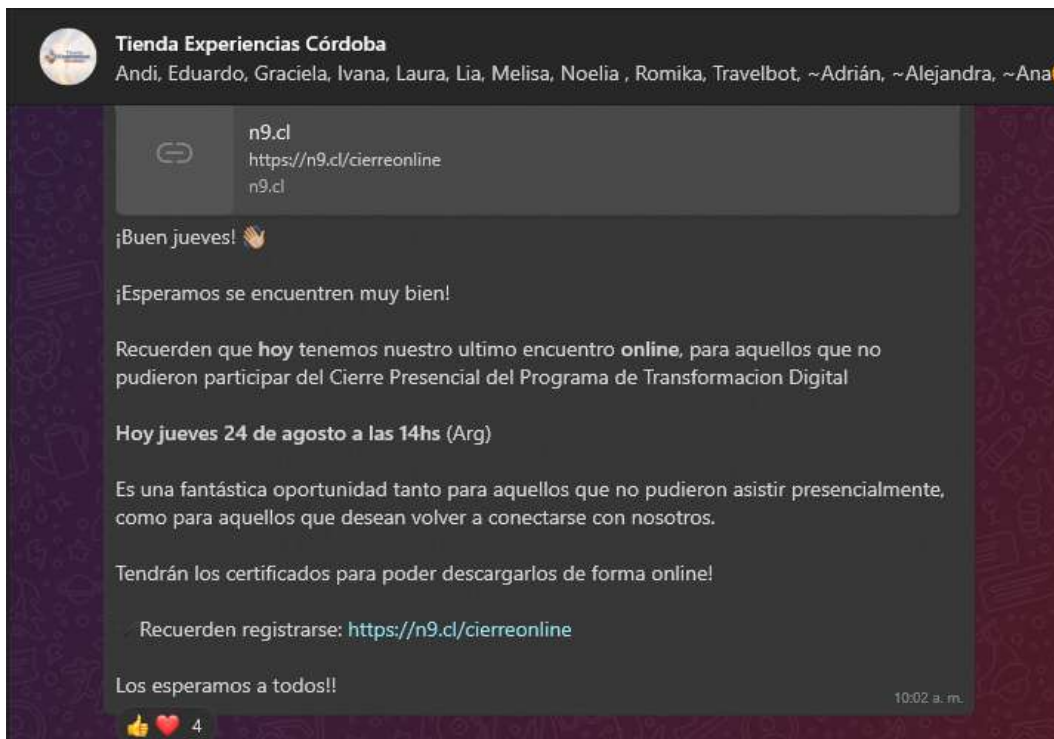 Tienda Experiencias Córdoba
Andi, Eduardo, Graciela, Ivana, Laura, Lia, Melisa, Noelia , Romika, Travelbot, ~Adrián, ~Alejandra, ~Ana
n9.cl
https://n9.cl/cierreonline
n9.cl
¡Buen jueves! 👋🏼
¡Esperamos se encuentren muy bien!
Recuerden que hoy tenemos nuestro ultimo encuentro online, para aquellos que no
pudieron participar del Cierre Presencial del Programa de Transformacion Digital
Hoy jueves 24 de agosto a las 14hs (Arg)
Es una fantástica oportunidad tanto para aquellos que no pudieron asistir presencialmente,
como para aquellos que desean volver a conectarse con nosotros.
Tendrán los certificados para poder descargarlos de forma online!
Recuerden registrarse: https://n9.cl/cierreonline
Los esperamos a todos!!
10:02 a. m.
👍❤️ 4